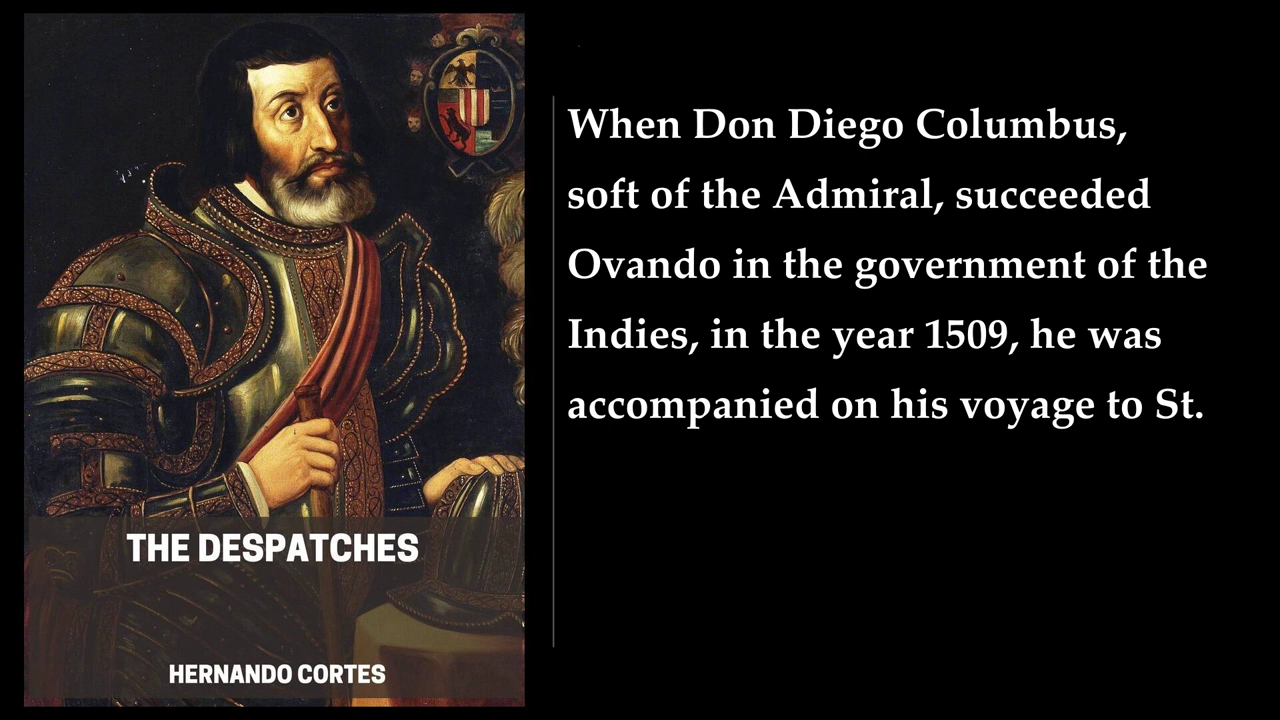 THE DESPATCHES
HERNANDO CORTES
When Don Diego Columbus,
soft of the Admiral, succeeded
Ovando in the government of the
Indies, in the year 1509, he was
accompanied on his voyage to St.